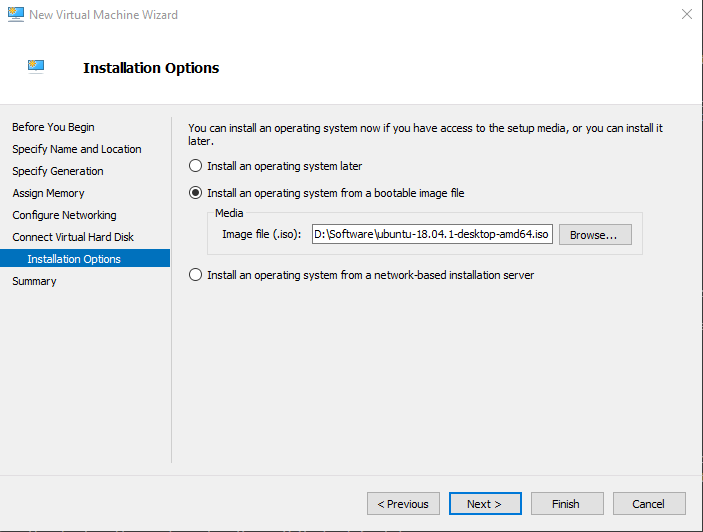 New Virtual Machine Wizard
Installation Options
Before You Begin
Specify Name and Location
Specify Generation
Assign Memory
Configure Networking
Connect Virtual Hard Disk
Installation Options
Summary
You can install an operating system now if you have access to the setup media, or you can install it
later.
Install an operating system later
Install an operating system from a bootable image file
Media
Image file (.iso): D:\Software\ubuntu-18.04.1-desktop-amd64.iso Browse...
Install an operating system from a network-based installation server
< Previous Next > Finish Cancel